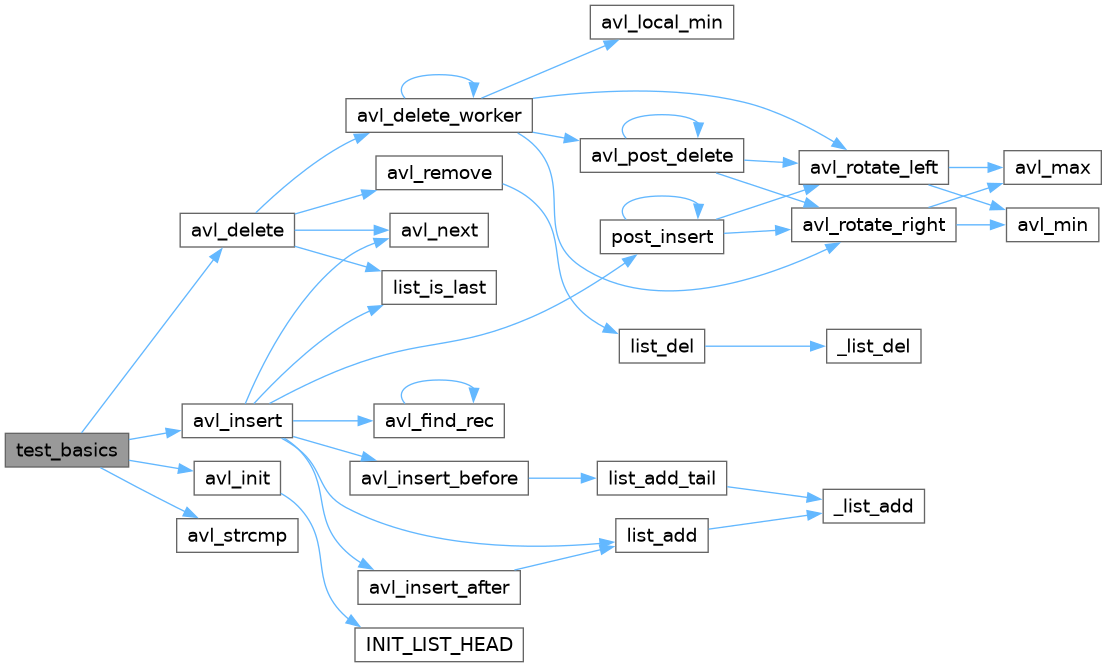 avl_local_min
avl_delete_worker
avl_post_delete
avl_rotate_left
avl_max
avl_remove
avl_delete
avl_next
post_insert
avl_rotate_right
avl_min
list_is_last
list_del
_list_del
avl_insert
avl_find_rec
test_basics
avl_init
avl_insert_before
list_add_tail
_list_add
avl_strcmp
list_add
avl_insert_after
INIT_LIST_HEAD